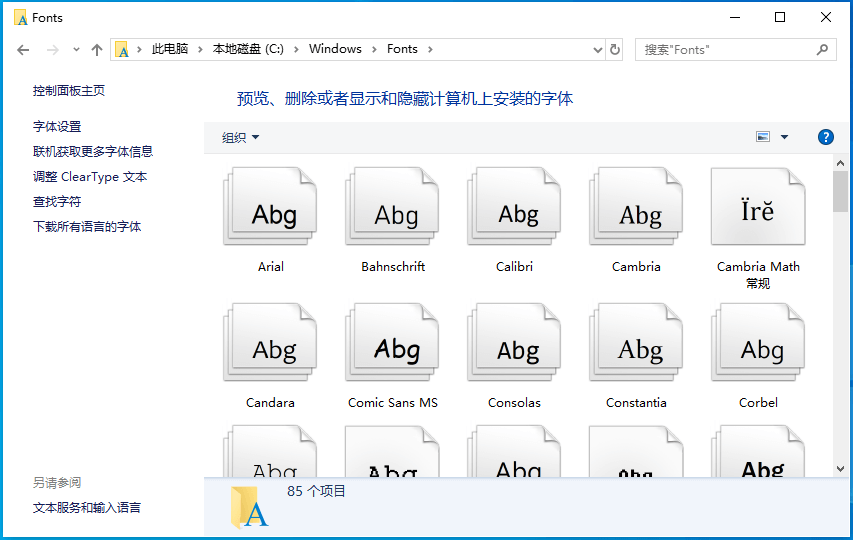 Fonts
此电脑 本地磁盘 (C:) Windows Fonts
搜索"Fonts"
控制面板主页
字体设置
联机获取更多字体信息
调整 ClearType 文本
查找字符
下载所有语言的字体
另请参阅
文本服务和输入语言
预览、删除或者显示和隐藏计算机上安装的字体
组织
?
Abg Abg Abg Abg Ïrĕ
Arial Bahnschrift Calibri Cambria Cambria Math
常规
Abg Abg Abg Abg Abg
Candara Comic Sans MS Consolas Constantia Corbel
Abg Abg Abg Abg Abg
85 个项目